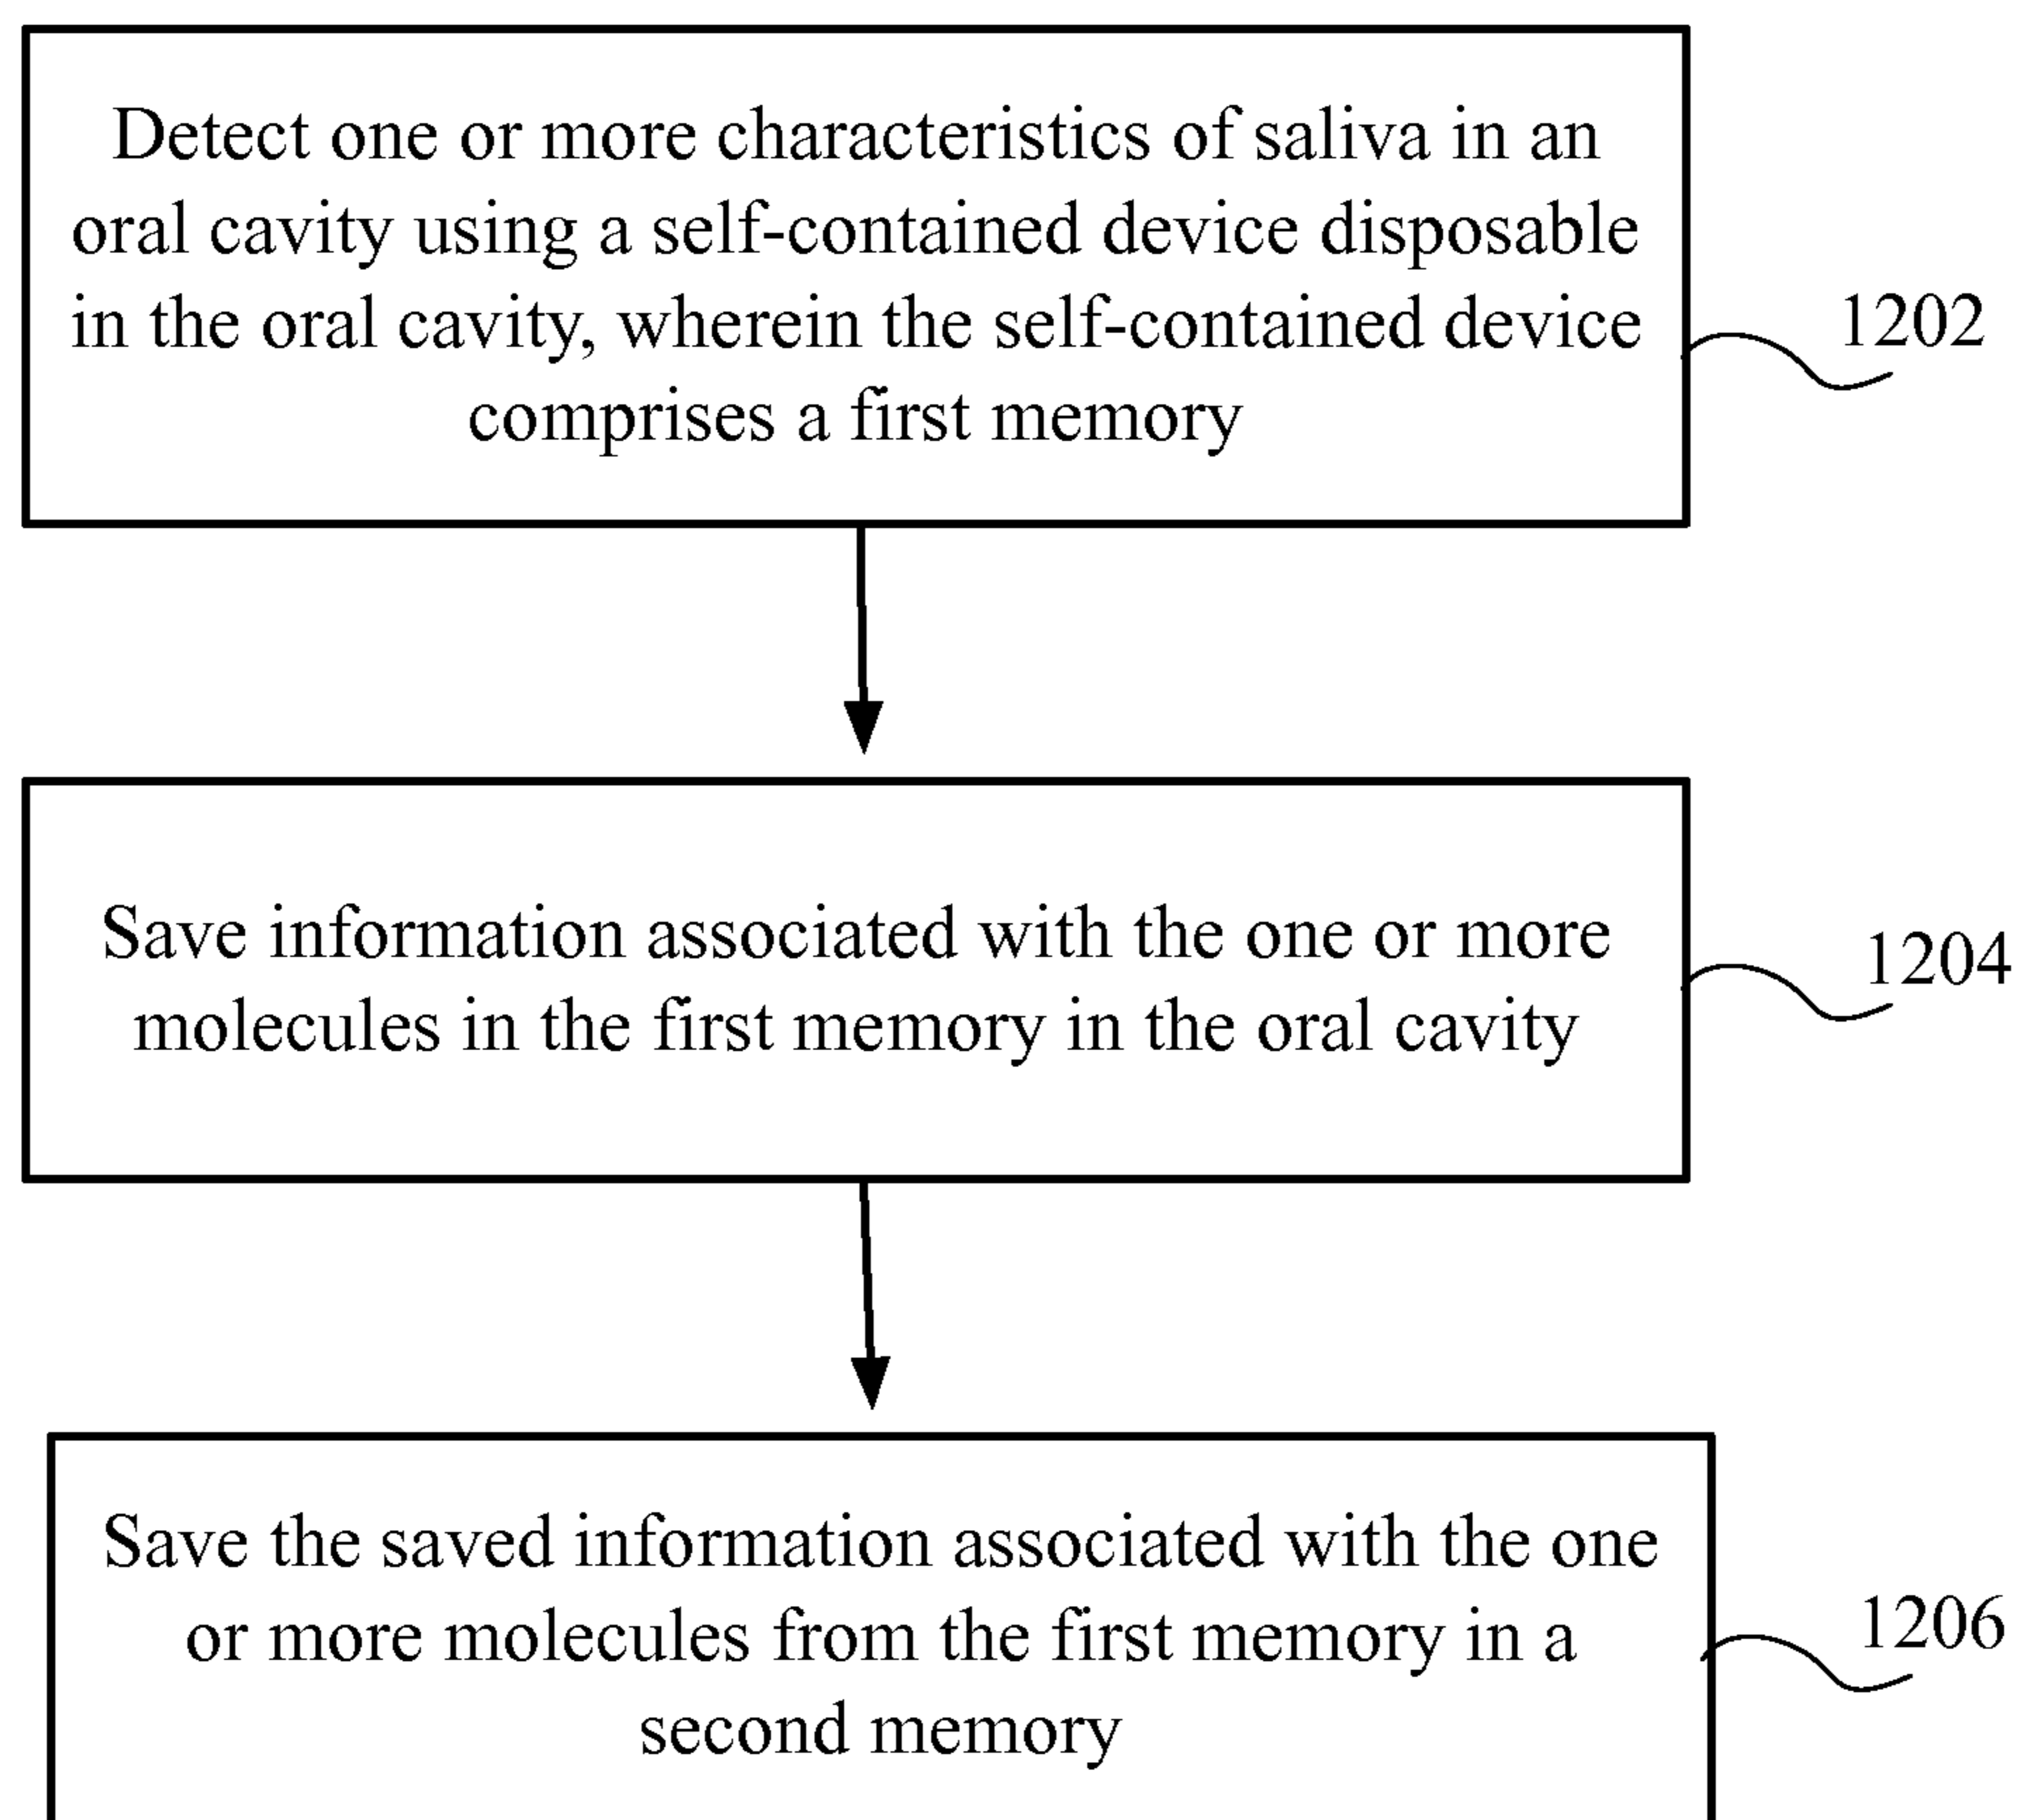 Detect one or more characteristics of saliva in an
oral cavity using a self-contained device disposable
in the oral cavity, wherein the self-contained device
comprises a first memory
1202
Save information associated with the one or more
molecules in the first memory in the oral cavity
1204
Save the saved information associated with the one
or more molecules from the first memory in a
second memory
1206